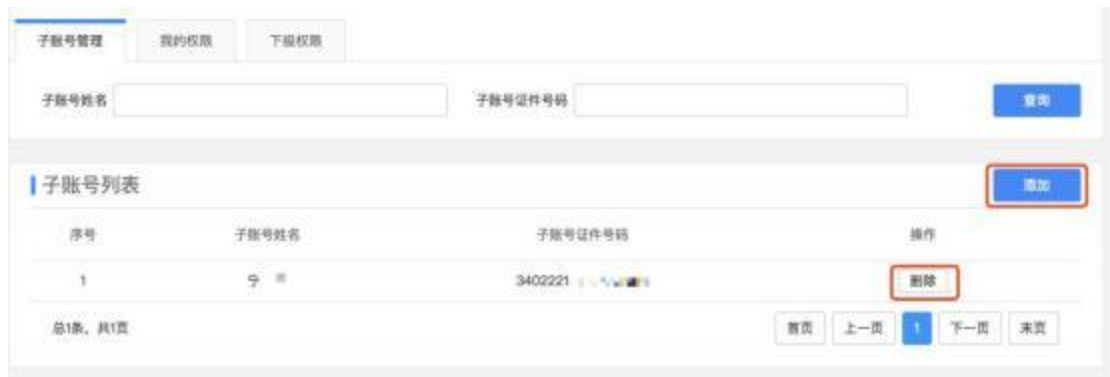 子账号管理 我的权限 下级权限
子账号姓名 子账号证件号码 查询
子账号列表 添加
序号 子账号姓名 子账号证件号码 操作
1 3402221 删除
总1条，共1页 首页 上一页 1 下一页 末页